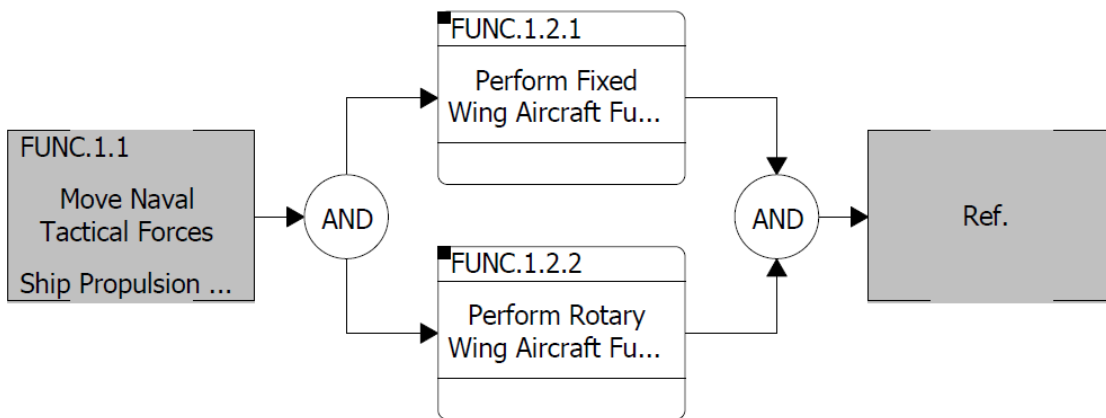 FUNC.1.1
Move Naval
Tactical Forces
Ship Propulsion ...
AND
FUNC.1.2.1
Perform Fixed
Wing Aircraft Fu...
FUNC.1.2.2
Perform Rotary
Wing Aircraft Fu...
AND
Ref.